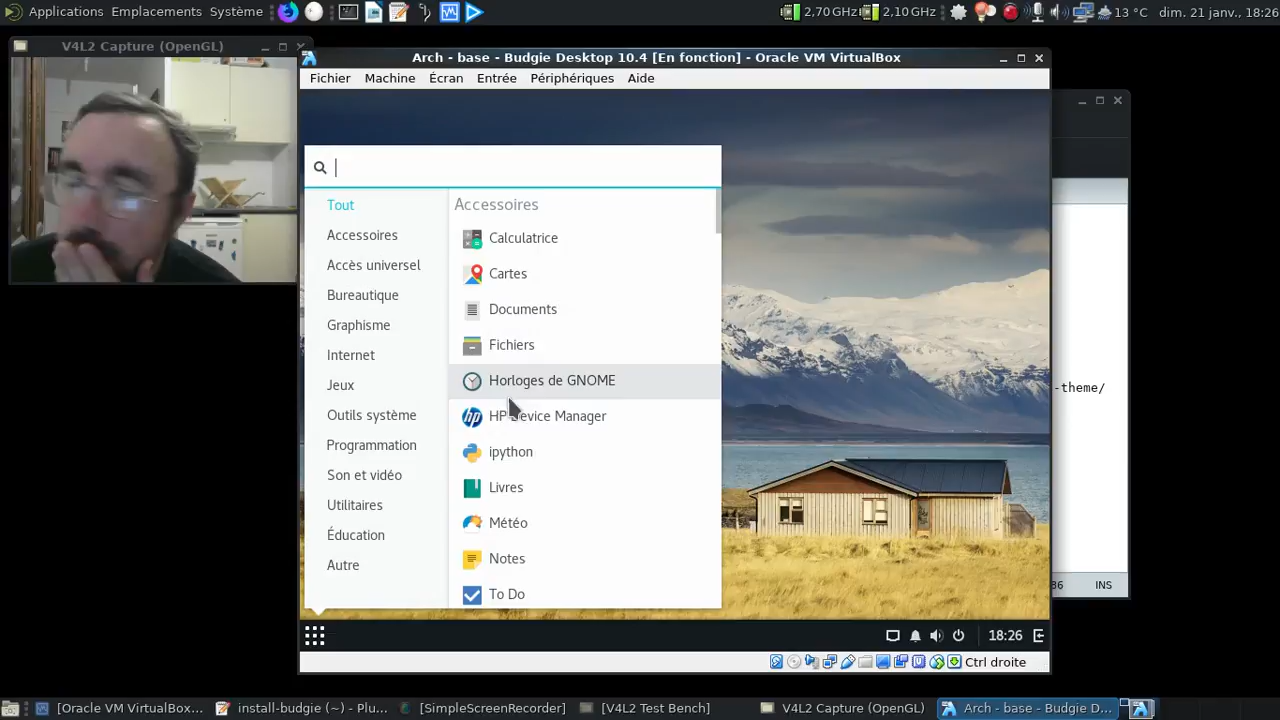 Applications Emplacements Système
2,70 GHz 2,10 GHz 13 °C dim. 21 janv., 18:26
V4L2 Capture (OpenGL)
Arch - base - Budgie Desktop 10.4 [En fonction] - Oracle VM VirtualBox
Fichier Machine Écran Entrée Périphériques Aide
Tout
Accessoires
Accès universel
Bureautique
Graphisme
Internet
Jeux
Outils système
Programmation
Son et vidéo
Utilitaires
Éducation
Autre
Accessoires
Calculatrice
Cartes
Documents
Fichiers
Horloges de GNOME
HP Device Manager
ipython
Livres
Météo
Notes
To Do
-theme/
86 INS
18:26
Ctrl droite
[Oracle VM VirtualBox... install-budgie (~) - Plu... [SimpleScreenRecorder] [V4L2 Test Bench] V4L2 Capture (OpenGL) Arch - base - Budgie D...